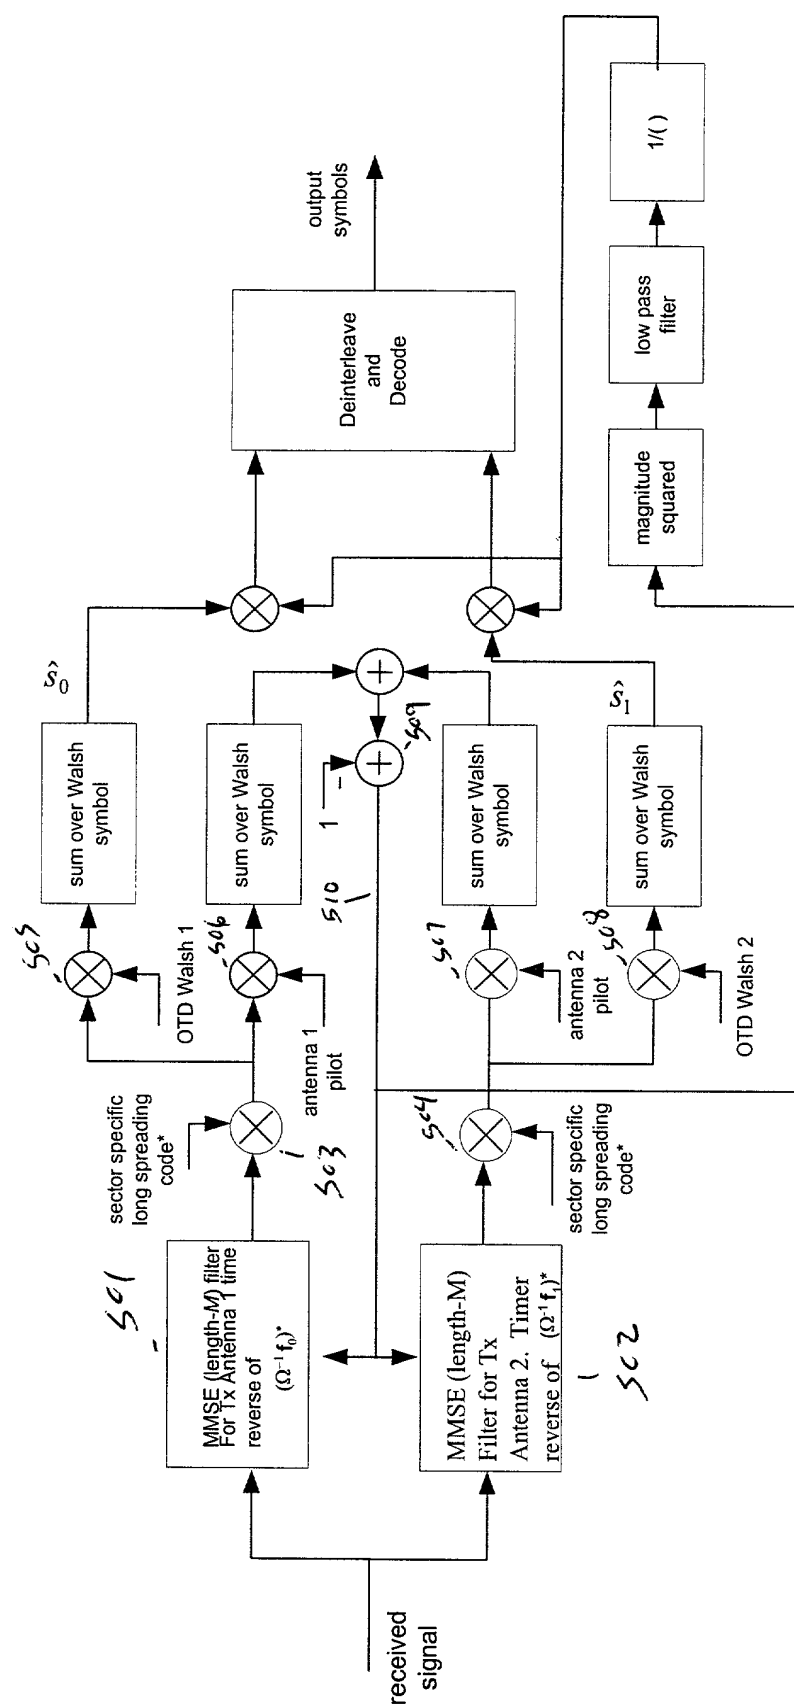 received
signal
501
MMSE (length-M) filter
For Tx Antenna 1 time
reverse of
(Ω⁻¹ f₀)*
MMSE (length-M)
Filter for Tx
Antenna 2. Timer
reverse of (Ω⁻¹ f₁)*
502
sector specific
long spreading
code*
503
504
sector specific
long spreading
code*
505
OTD Walsh 1
506
antenna 1
pilot
510
507
antenna 2
pilot
508
OTD Walsh 2
sum over Walsh
symbol
sum over Walsh
symbol
1
-
509
sum over Walsh
symbol
sum over Walsh
symbol
ŝ₀
ŝ₁
magnitude
squared
low pass
filter
1/( )
Deinterleave
and
Decode
output
symbols